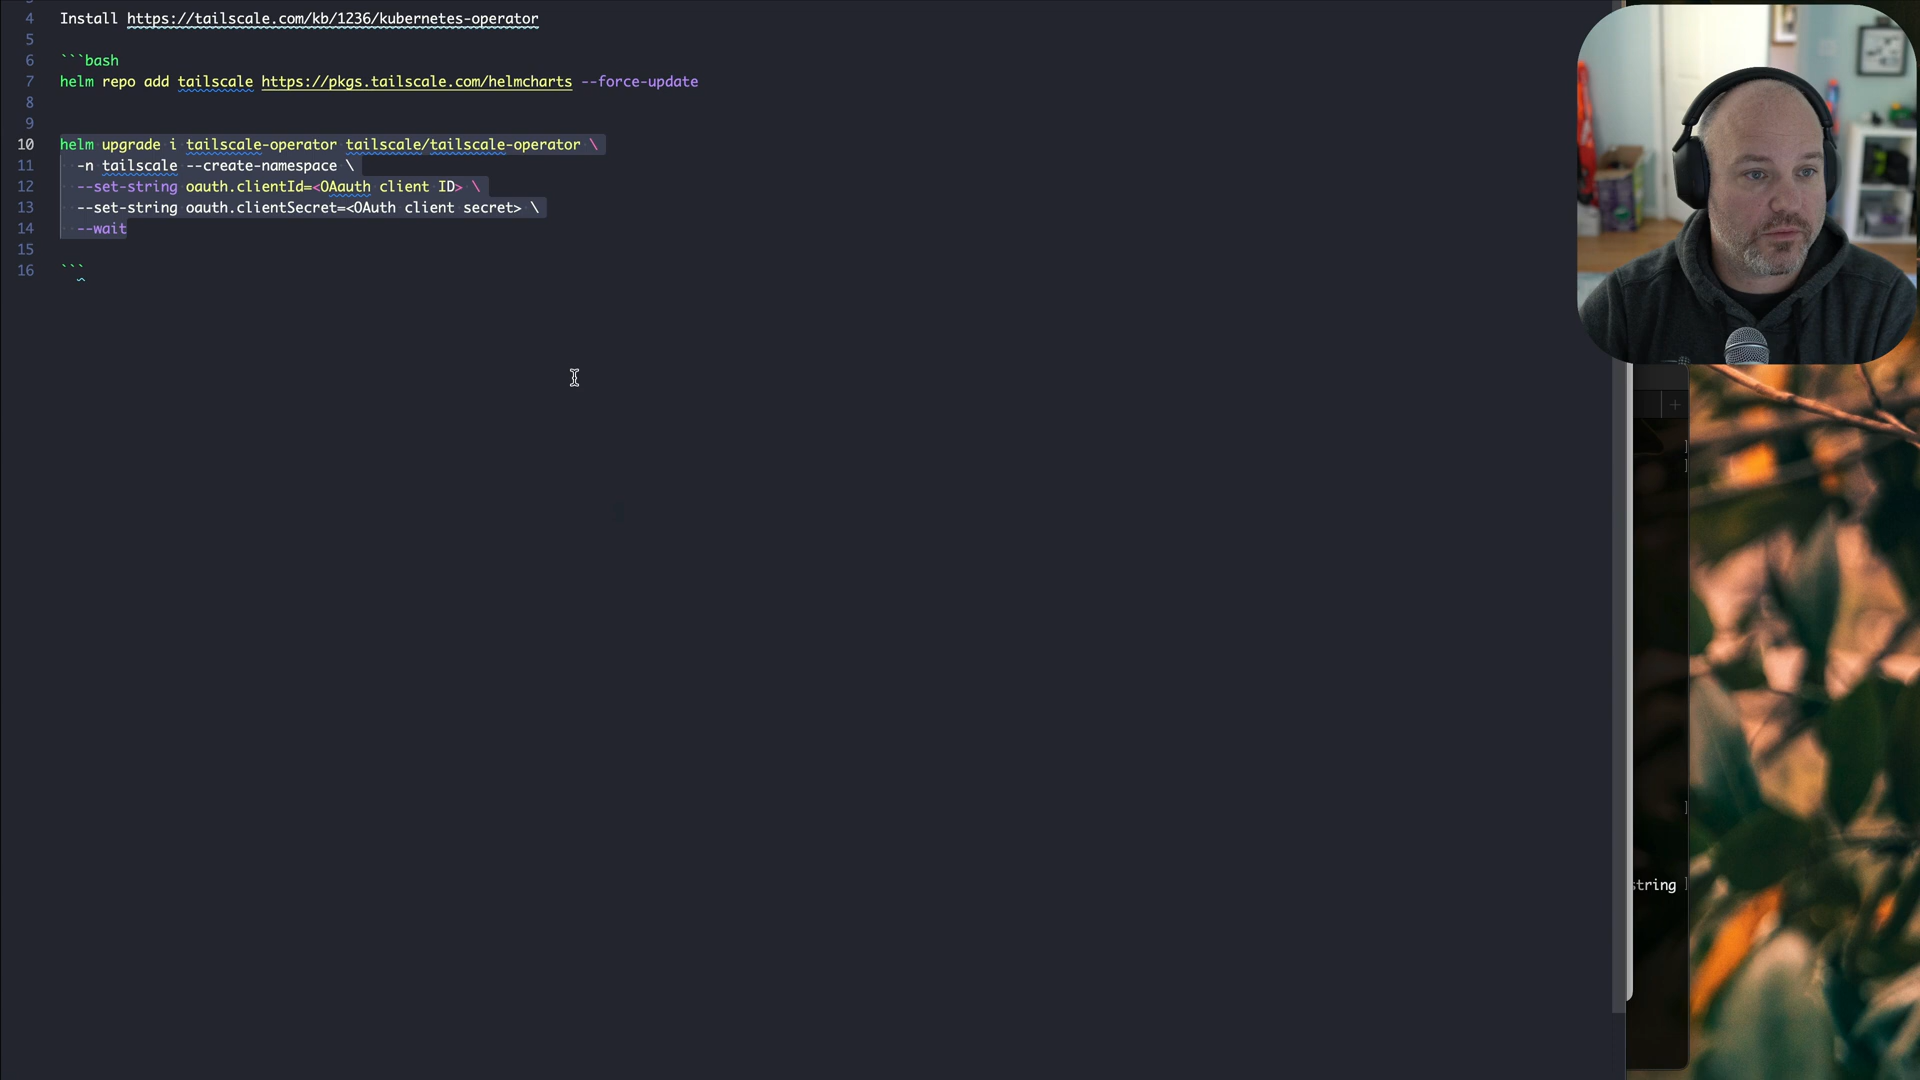 4 Install https://tailscale.com/kb/1236/kubernetes-operator
5
6 ```bash
7 helm repo add tailscale https://pkgs.tailscale.com/helmcharts --force-update
8
9
10 helm upgrade i tailscale-operator tailscale/tailscale-operator \
11 -n tailscale --create-namespace \
12 --set-string oauth.clientId=<OAauth client ID> \
13 --set-string oauth.clientSecret=<OAuth client secret> \
14 --wait
15
16 ```
string